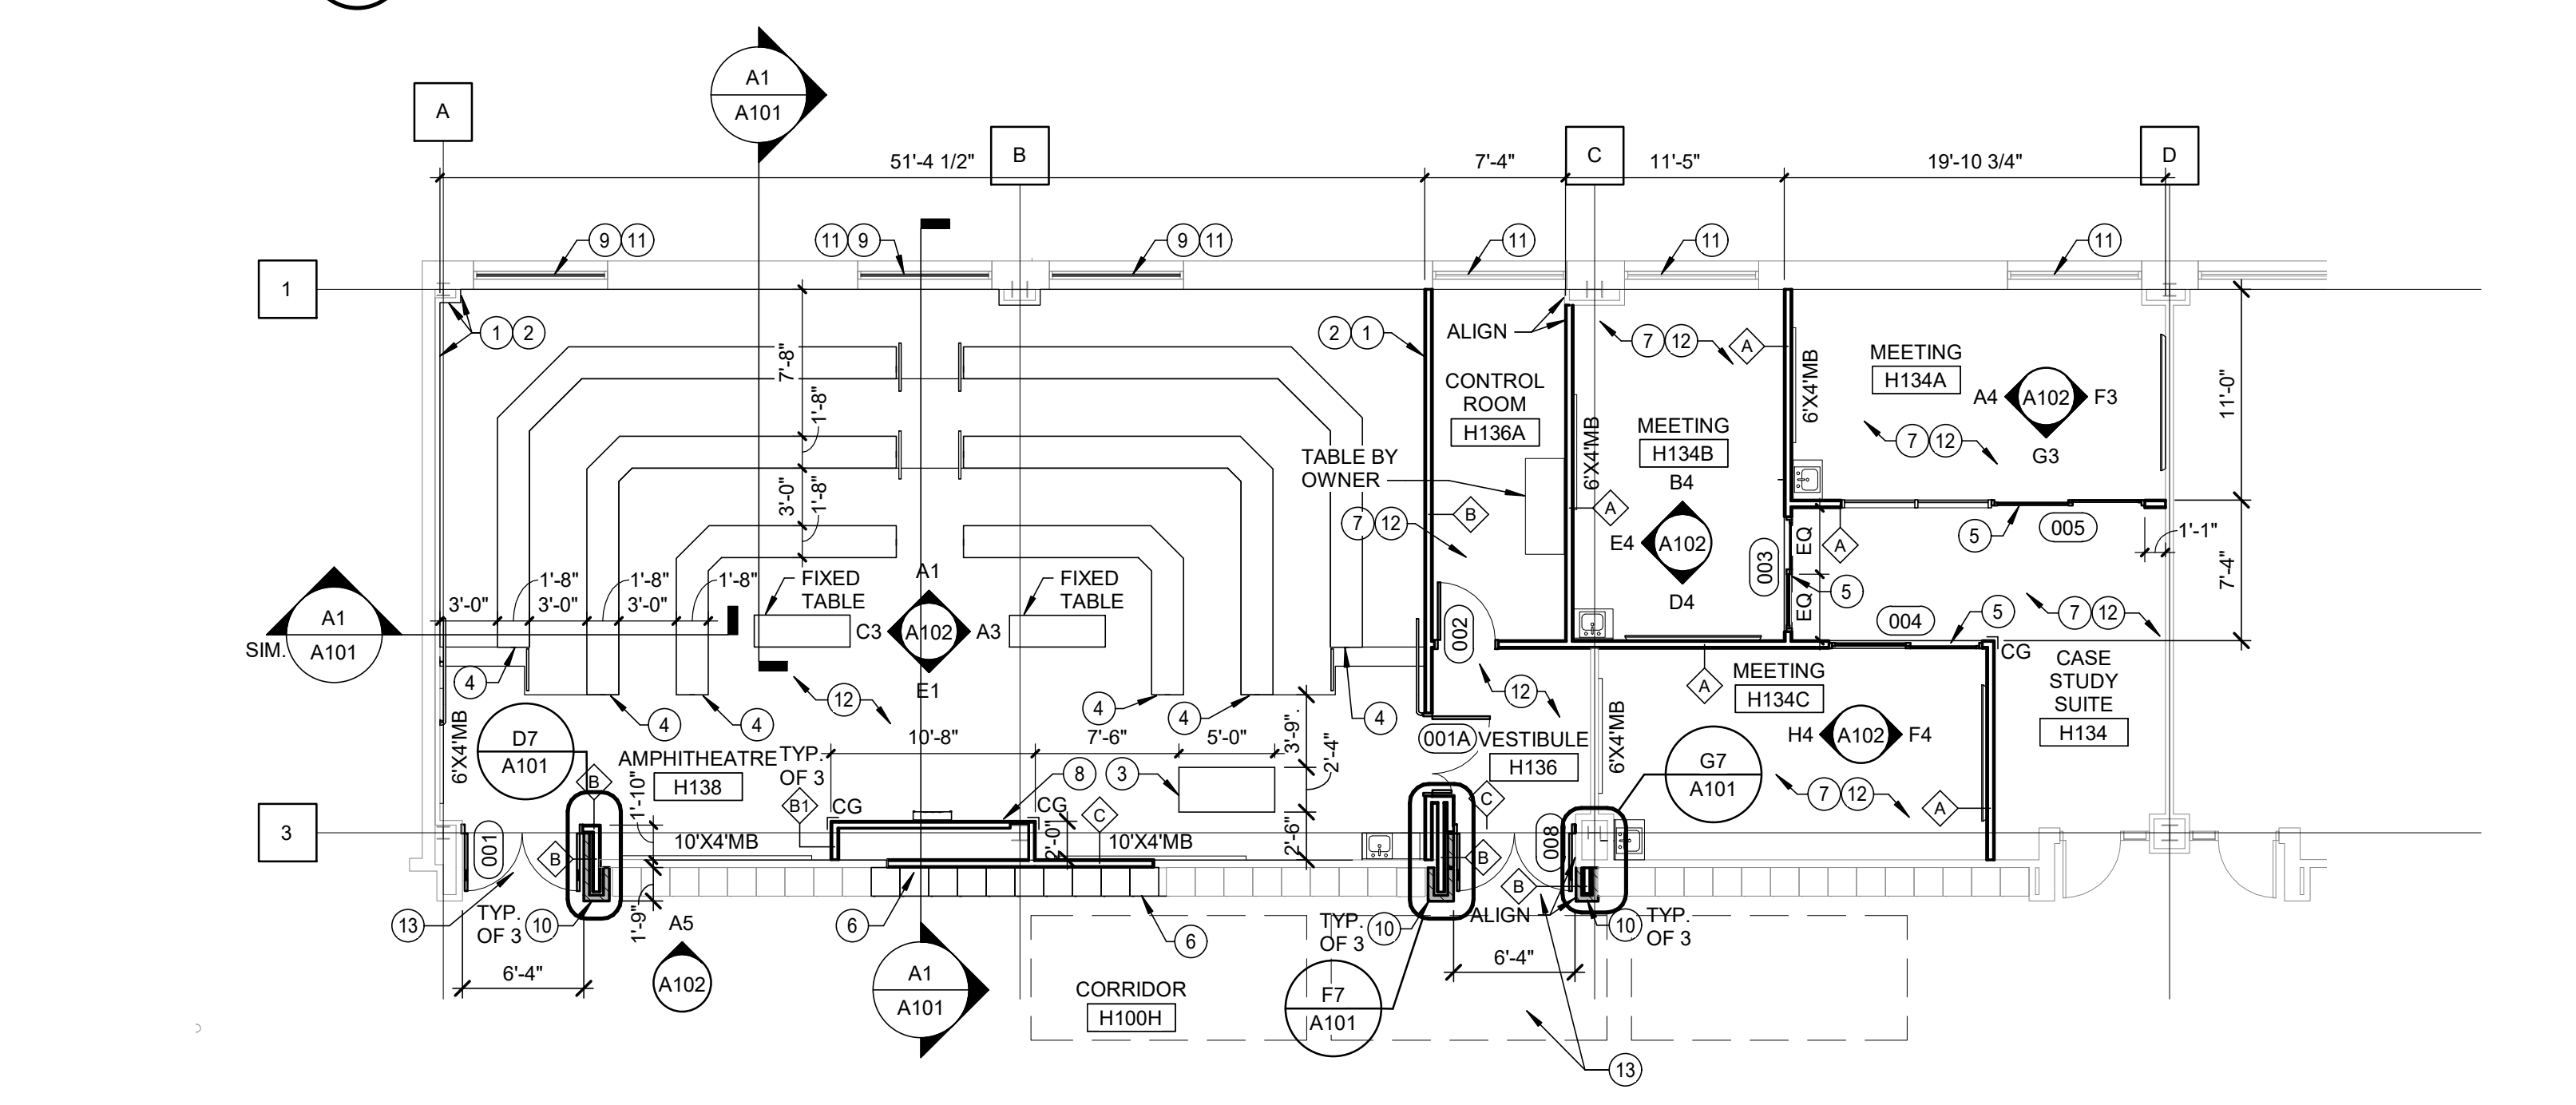 A1
A101
A
B
C
D
51'-4 1/2"
7'-4"
11'-5"
19'-10 3/4"
9 11
11 9
9 11
11
11
11
1
1 2
2 1
ALIGN
7 12
A
7'-8"
1'-8"
3'-0"
1'-8"
CONTROL
ROOM
H136A
6'X4'MB
MEETING
H134B
B4
E4
A102
D4
6'X4'MB
MEETING
H134A
A4
A102
F3
G3
7 12
11'-0"
TABLE BY
OWNER
7 12
B
A
003
EQ
EQ
A
5
5
005
1'-1"
7'-4"
004
5
7 12
CG
A1
A101
SIM.
3'-0"
1'-8"
3'-0"
1'-8"
3'-0"
1'-8"
FIXED
TABLE
FIXED
TABLE
A1
C3
A102
A3
E1
12
4
4
4
4
4
4
002
12
A
MEETING
H134C
H4
A102
F4
7 12
A
CASE
STUDY
SUITE
H134
6'X4'MB
D7
A101
B
AMPHITHEATRE
H138
1'-10"
TYP.
OF 3
B1
CG
10'-8"
7'-6"
5'-0"
8
3
CG
C
3'-9".
2'-4"
2'-6"
001A
VESTIBULE
H136
C
6'X4'MB
G7
A101
3
001
B
10'X4'MB
2'-0"
10'X4'MB
B
008
B
13
TYP.
OF 3
10
1'-9"
A5
A102
6'-4"
6
6
A1
A101
CORRIDOR
H100H
TYP.
OF 3
10
ALIGN
10
TYP.
OF 3
6'-4"
F7
A101
13